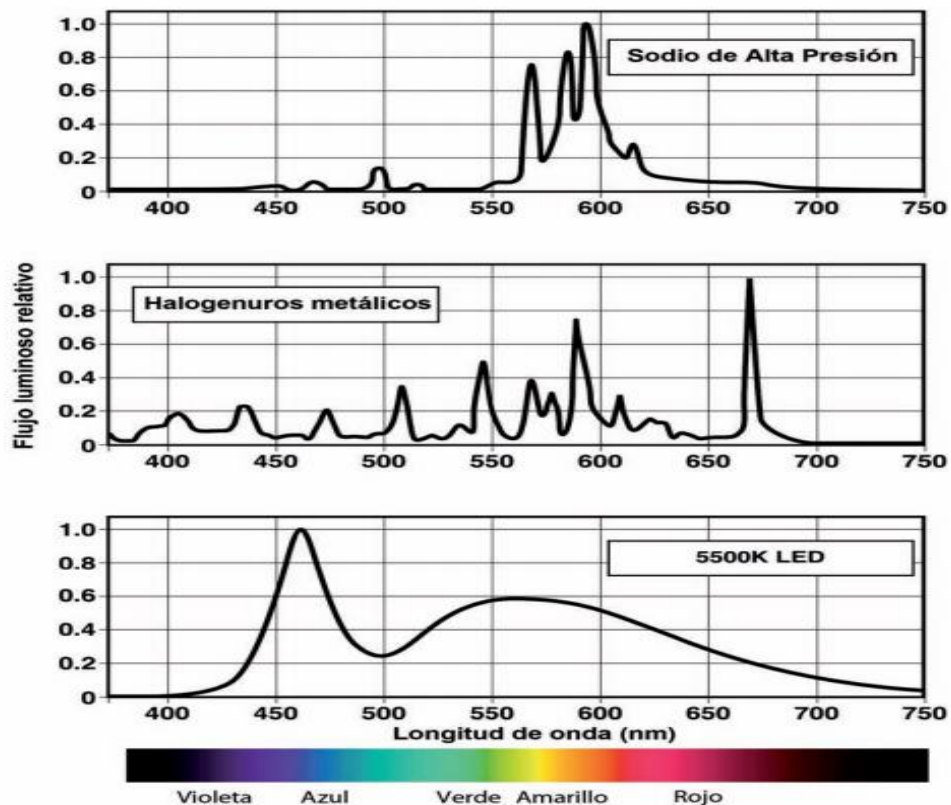 1.0
Sodio de Alta Presión
0.8
0.6
0.4
0.2
0
400 450 500 550 600 650 700 750
Flujo luminoso relativo
1.0
Halogenuros metálicos
0.8
0.6
0.4
0.2
0
400 450 500 550 600 650 700 750
1.0
5500K LED
0.8
0.6
0.4
0.2
0
400 450 500 550 600 650 700 750
Longitud de onda (nm)
Violeta Azul Verde Amarillo Rojo